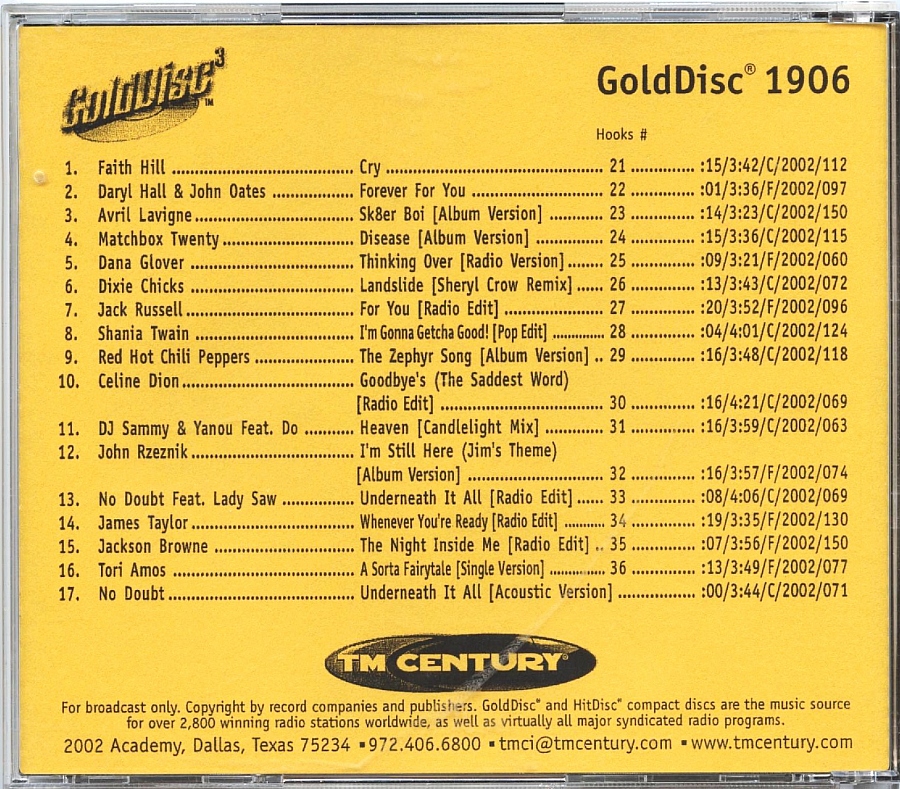 GoldDisc³ ™
GoldDisc® 1906
Hooks #
1. Faith Hill ........ Cry ........ 21 ........ :15/3:42/C/2002/112
2. Daryl Hall & John Oates ........ Forever For You ........ 22 ........ :01/3:36/F/2002/097
3. Avril Lavigne ........ Sk8er Boi [Album Version] ........ 23 ........ :14/3:23/C/2002/150
4. Matchbox Twenty ........ Disease [Album Version] ........ 24 ........ :15/3:36/C/2002/115
5. Dana Glover ........ Thinking Over [Radio Version] ........ 25 ........ :09/3:21/F/2002/060
6. Dixie Chicks ........ Landslide [Sheryl Crow Remix] ........ 26 ........ :13/3:43/C/2002/072
7. Jack Russell ........ For You [Radio Edit] ........ 27 ........ :20/3:52/F/2002/096
8. Shania Twain ........ I'm Gonna Getcha Good! [Pop Edit] ........ 28 ........ :04/4:01/C/2002/124
9. Red Hot Chili Peppers ........ The Zephyr Song [Album Version] .. 29 ........ :16/3:48/C/2002/118
10. Celine Dion ........ Goodbye's (The Saddest Word)
[Radio Edit] ........ 30 ........ :16/4:21/C/2002/069
11. DJ Sammy & Yanou Feat. Do ........ Heaven [Candlelight Mix] ........ 31 ........ :16/3:59/C/2002/063
12. John Rzeznik ........ I'm Still Here (Jim's Theme)
[Album Version] ........ 32 ........ :16/3:57/F/2002/074
13. No Doubt Feat. Lady Saw ........ Underneath It All [Radio Edit] ........ 33 ........ :08/4:06/C/2002/069
14. James Taylor ........ Whenever You're Ready [Radio Edit] ........ 34 ........ :19/3:35/F/2002/130
15. Jackson Browne ........ The Night Inside Me [Radio Edit] .. 35 ........ :07/3:56/F/2002/150
16. Tori Amos ........ A Sorta Fairytale [Single Version] ........ 36 ........ :13/3:49/F/2002/077
17. No Doubt ........ Underneath It All [Acoustic Version] ........ :00/3:44/C/2002/071
TM CENTURY®
For broadcast only. Copyright by record companies and publishers. GoldDisc® and HitDisc® compact discs are the music source
for over 2,800 winning radio stations worldwide, as well as virtually all major syndicated radio programs.
2002 Academy, Dallas, Texas 75234 ▪ 972.406.6800 ▪ tmci@tmcentury.com ▪ www.tmcentury.com